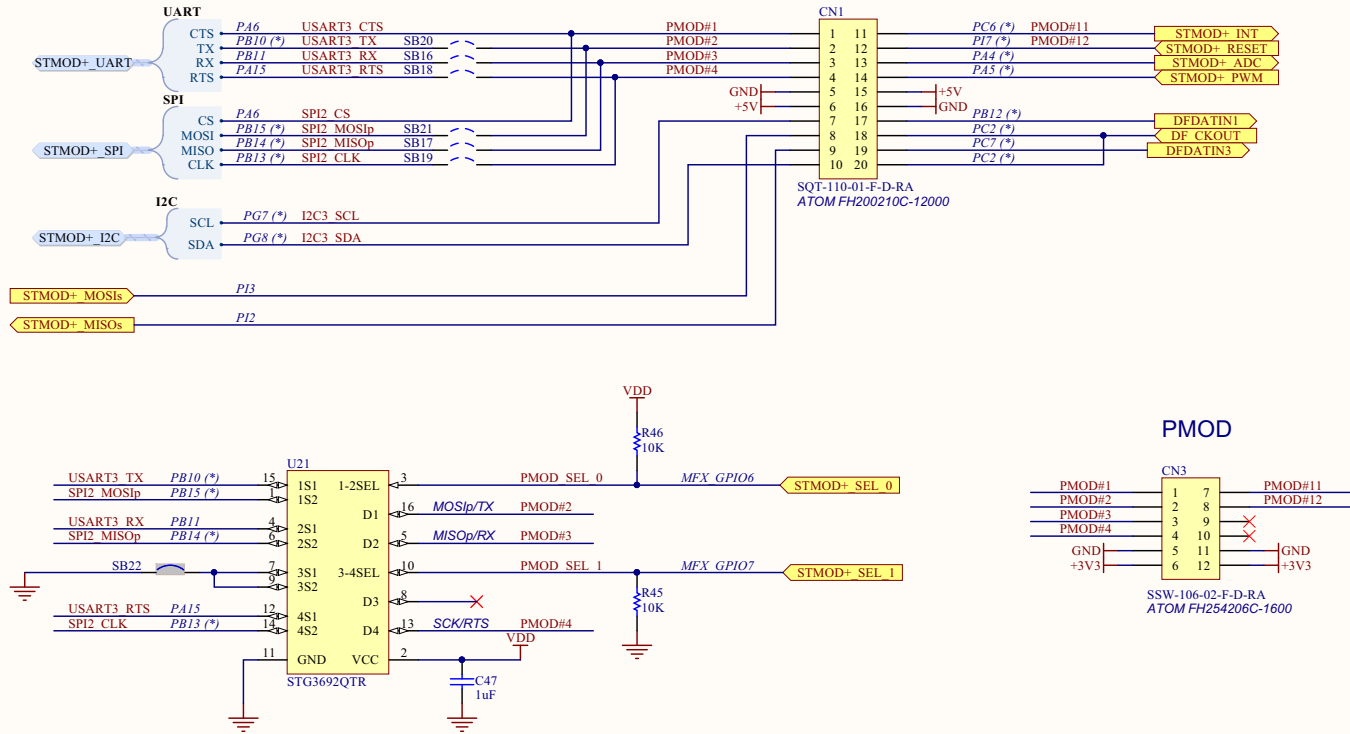 UART
CTS PA6 USART3_CTS PMOD#1
TX PB10 (*) USART3_TX SB20 PMOD#2
RX PB11 USART3_RX SB16 PMOD#3
RTS PA15 USART3_RTS SB18 PMOD#4
STMOD+_UART
SPI
CS PA6 SPI2_CS
MOSI PB15 (*) SPI2_MOSIp SB21
MISO PB14 (*) SPI2_MISOp SB17
CLK PB13 (*) SPI2_CLK SB19
STMOD+_SPI
I2C
SCL PG7 (*) I2C3_SCL
SDA PG8 (*) I2C3_SDA
STMOD+_I2C
STMOD+_MOSIs PI3
STMOD+_MISOs PI2
CN1
1 11 PC6 (*) PMOD#11 STMOD+_INT
2 12 PI7 (*) PMOD#12 STMOD+_RESET
3 13 PA4 (*) STMOD+_ADC
4 14 PA5 (*) STMOD+_PWM
GND 5 15 +5V
+5V 6 16 GND
7 17 PB12 (*) DFDATIN1
8 18 PC2 (*) DF_CKOUT
9 19 PC7 (*) DFDATIN3
10 20 PC2 (*)
SQT-110-01-F-D-RA
ATOM FH200210C-12000
VDD
R46
10K
U21
USART3_TX PB10 (*) 15 1S1 1-2SEL 3 PMOD_SEL_0 MFX_GPIO6 STMOD+_SEL_0
SPI2_MOSIp PB15 (*) 1 1S2
D1 16 MOSIp/TX PMOD#2
USART3_RX PB11 4 2S1
SPI2_MISOp PB14 (*) 6 2S2 D2 5 MISOp/RX PMOD#3
SB22 7 3S1 3-4SEL 10 PMOD_SEL_1 MFX_GPIO7 STMOD+_SEL_1
9 3S2
D3 8
R45
10K
USART3_RTS PA15 12 4S1
SPI2_CLK PB13 (*) 14 4S2 D4 13 SCK/RTS PMOD#4
VDD
11 GND VCC 2
STG3692QTR
C47
1uF
PMOD
CN3
PMOD#1 1 7 PMOD#11
PMOD#2 2 8 PMOD#12
PMOD#3 3 9
PMOD#4 4 10
GND 5 11 GND
+3V3 6 12 +3V3
SSW-106-02-F-D-RA
ATOM FH254206C-1600